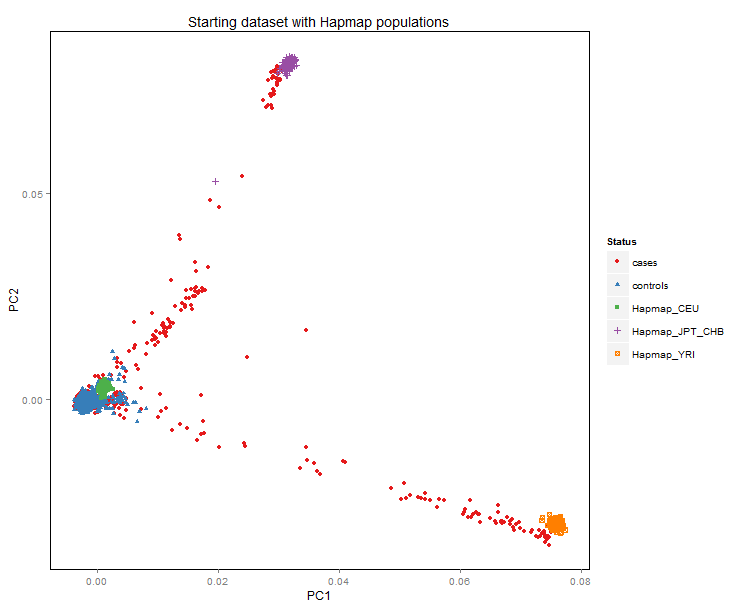 Starting dataset with Hapmap populations
PC2
0.05
0.00
0.00 0.02 0.04 0.06 0.08
PC1
Status
cases
controls
Hapmap_CEU
Hapmap_JPT_CHB
Hapmap_YRI